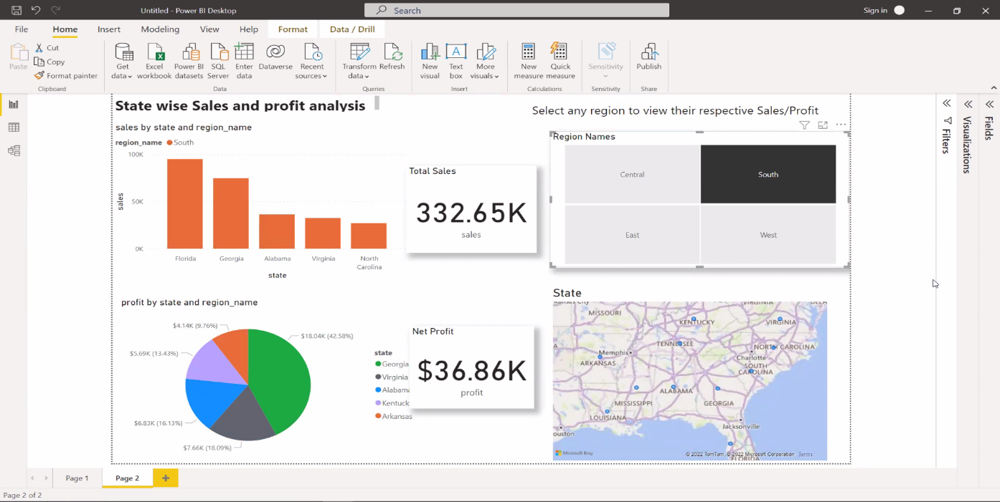 Untitled - Power BI Desktop
Search
Sign in
File Home Insert Modeling View Help Format Data / Drill
Paste
Cut
Copy
Format painter
Clipboard
Get data
Excel workbook
Power BI datasets
SQL Server
Enter data
Dataverse
Recent sources
Data
Transform data
Refresh
Queries
New visual
Text box
More visuals
Insert
New measure
Quick measure
Calculations
Sensitivity
Sensitivity
Publish
Share
State wise Sales and profit analysis
Select any region to view their respective Sales/Profit
sales by state and region_name
region_name South
100K
50K
0K
sales
Florida
Georgia
Alabama
Virginia
North Carolina
state
Total Sales
332.65K
sales
Region Names
Central
South
East
West
profit by state and region_name
$4.14K (9.76%)
$18.04K (42.58%)
$5.69K (13.43%)
$6.83K (16.13%)
$7.66K (18.09%)
state
Georgia
Virginia
Alabama
Kentuck
Arkansas
Net Profit
$36.86K
profit
State
Kansas City
VIRGINIA
DELA
MISSOURI
KENTUCKY
VIRGINIA
TENNESSEE
NORTH CAROLINA
Memphis
Charlotte
ARKANSAS
SOUTH CAROLINA
ALABAMA
MISSISSIPPI
GEORGIA
LOUISIANA
Jacksonville
ouston
FLORIDA
Microsoft Bing
© 2022 TomTom, © 2022 Microsoft Corporation Terms
Filters
Visualizations
Fields
Page 1
Page 2
Page 2 of 2